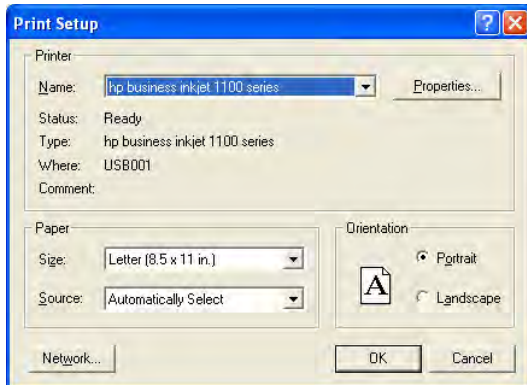 Print Setup
Printer
Name: hp business inkjet 1100 series Properties...
Status: Ready
Type: hp business inkjet 1100 series
Where: USB001
Comment:
Paper Orientation
Size: Letter (8.5 x 11 in.) Portrait
A
Source: Automatically Select Landscape
Network... OK Cancel